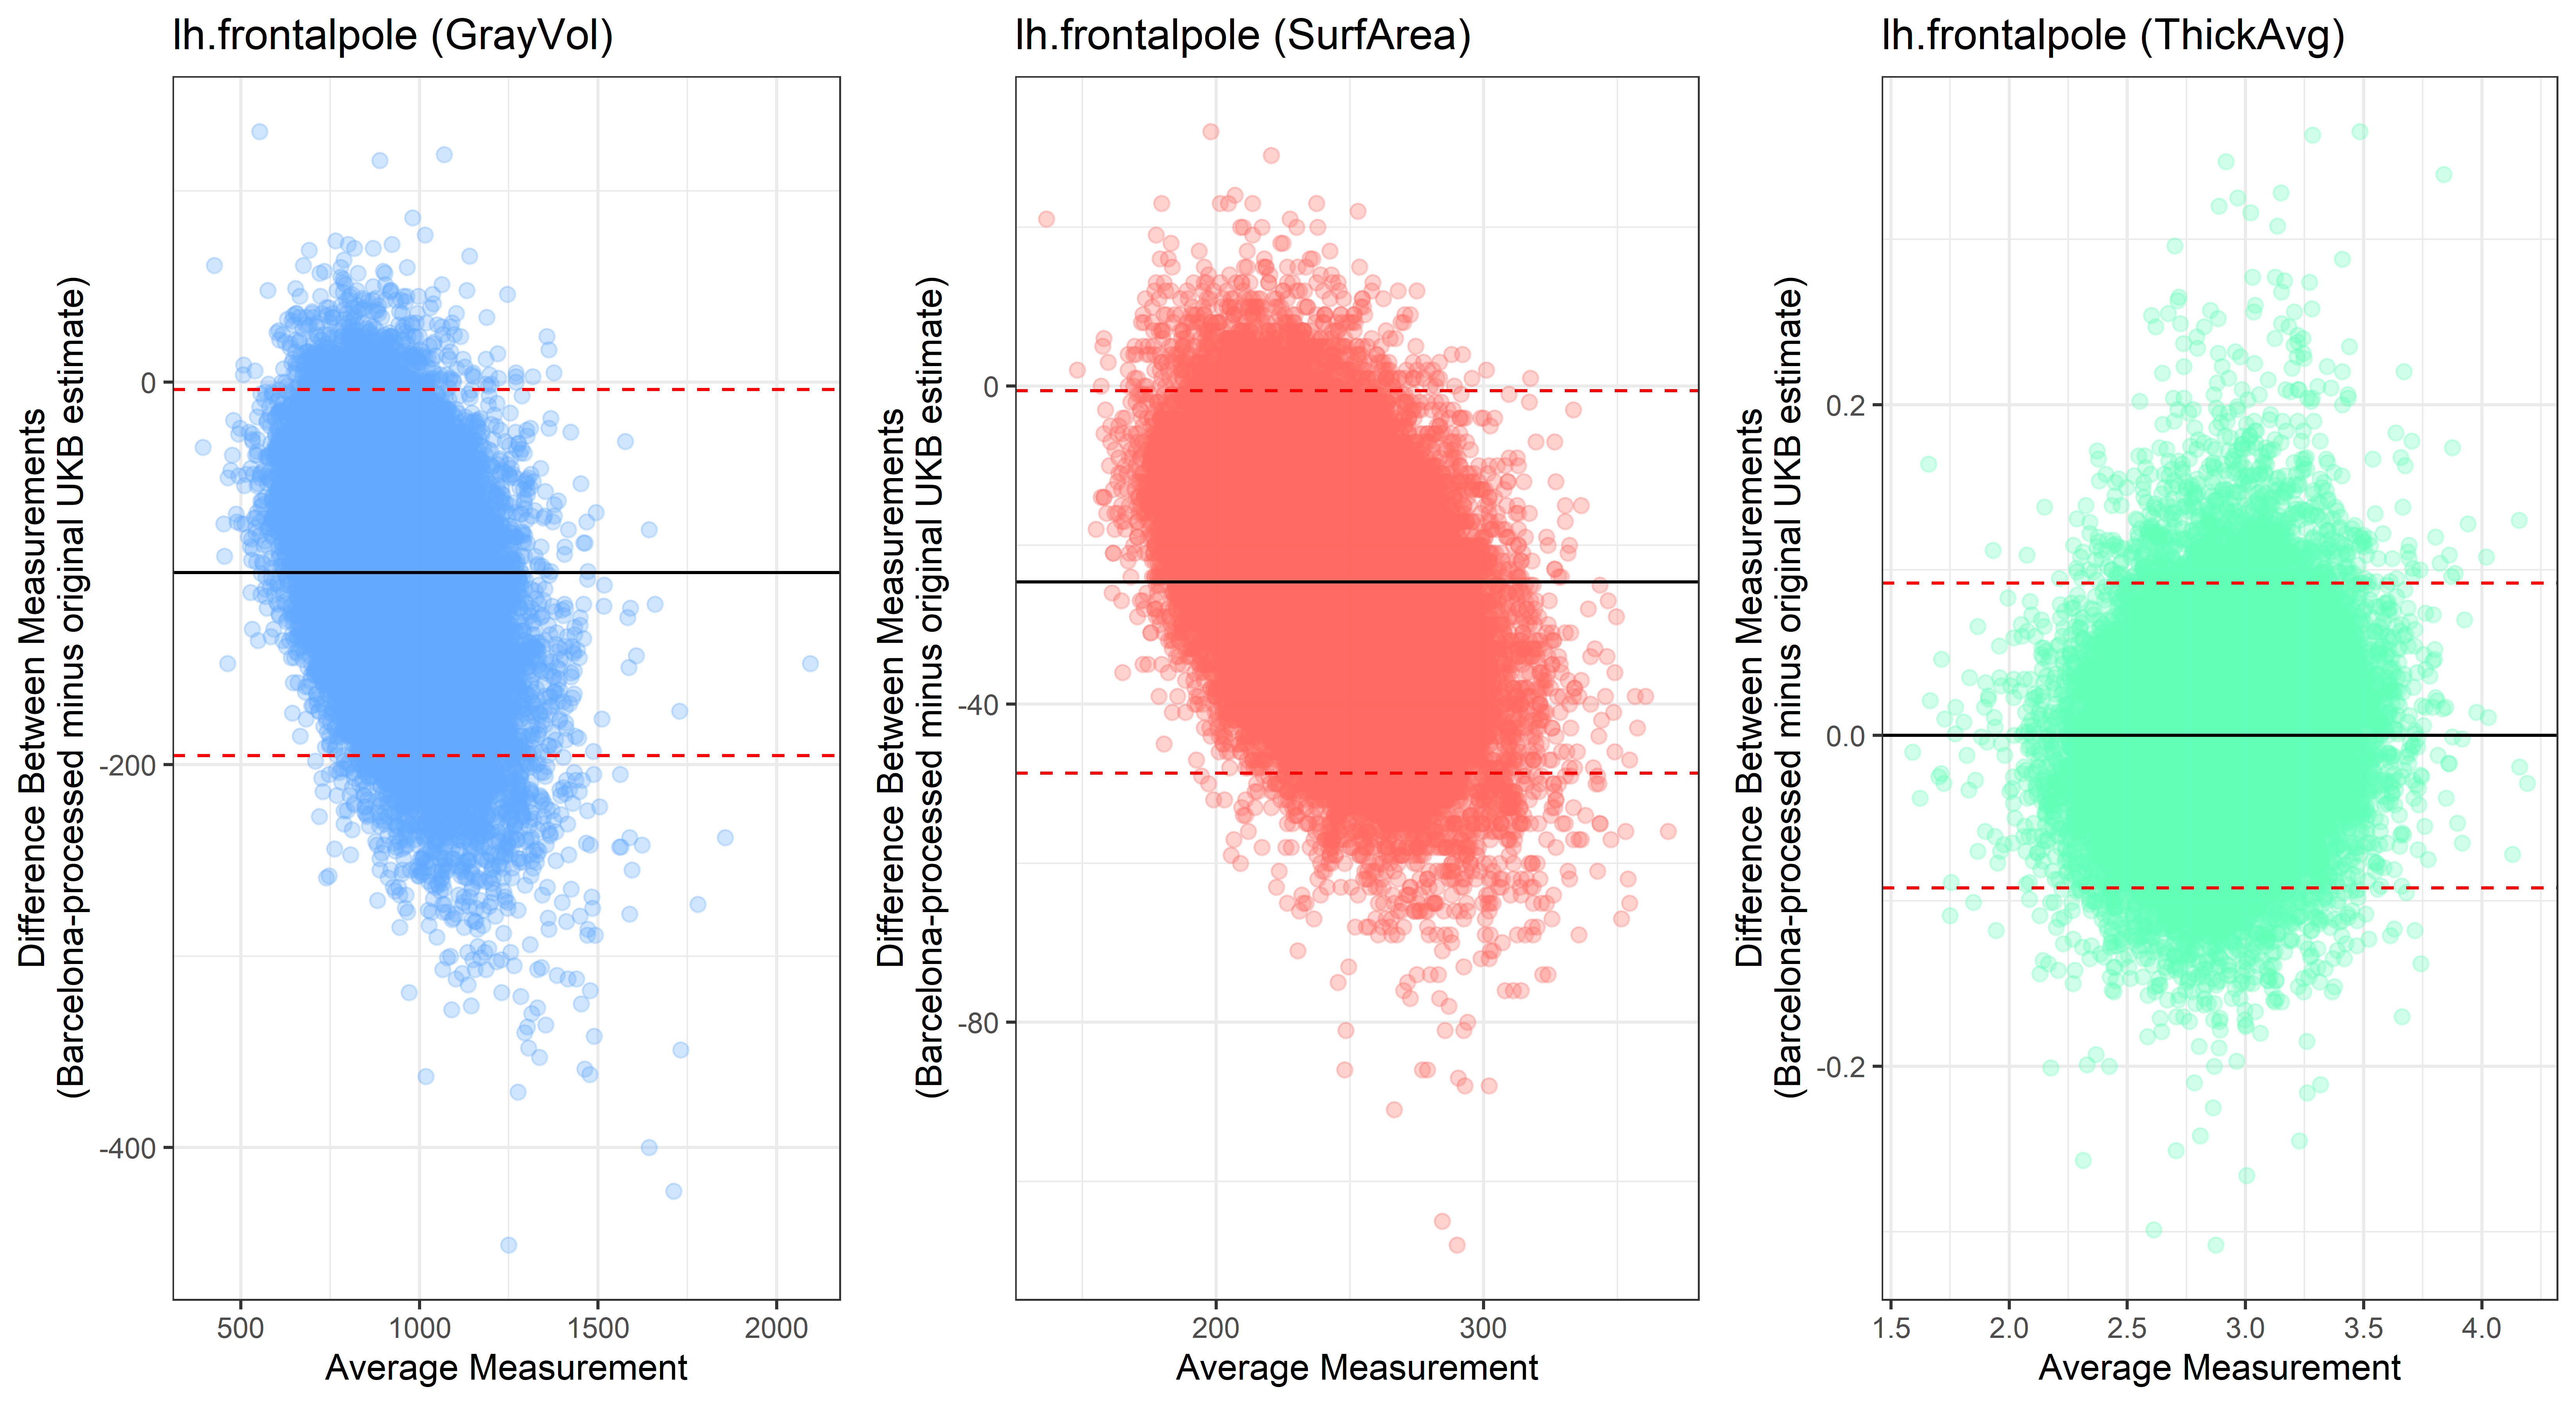 lh.frontalpole (GrayVol)
Difference Between Measurements
(Barcelona-processed minus original UKB estimate)
0
-200
-400
500 1000 1500 2000
Average Measurement
lh.frontalpole (SurfArea)
Difference Between Measurements
(Barcelona-processed minus original UKB estimate)
0
-40
-80
200 300
Average Measurement
lh.frontalpole (ThickAvg)
Difference Between Measurements
(Barcelona-processed minus original UKB estimate)
0.2
0.0
-0.2
1.5 2.0 2.5 3.0 3.5 4.0
Average Measurement